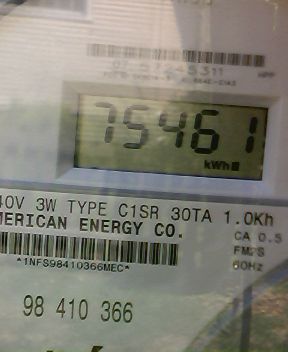 75461
kWh
40V 3W TYPE C1SR 30TA 1.0Kh
MERICAN ENERGY CO.
CA 0.5
*1NFS98410366MEC*
FM2S
60Hz
98 410 366